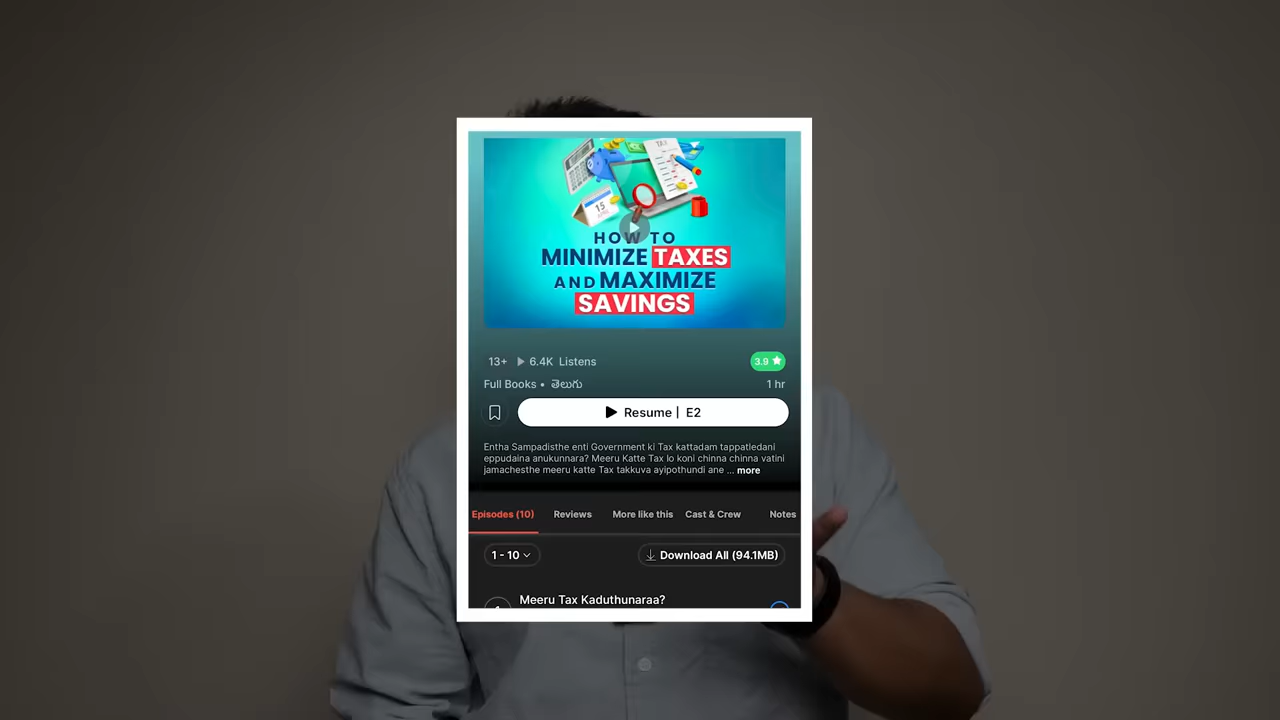 TAX
15
HOW TO
MINIMIZE TAXES
AND MAXIMIZE
SAVINGS
13+ 6.4K Listens
3.9
Full Books • తెలుగు
1 hr
Resume | E2
Entha Sampadisthe enti Government ki Tax kattadam tappatledani
eppudaina anukunnara? Meeru Katte Tax lo koni chinna chinna vatini
jamachesthe meeru katte Tax takkuva ayipothundi ane ... more
Episodes (10) Reviews More like this Cast & Crew Notes
1 - 10
Download All (94.1MB)
Meeru Tax Kaduthunaraa?